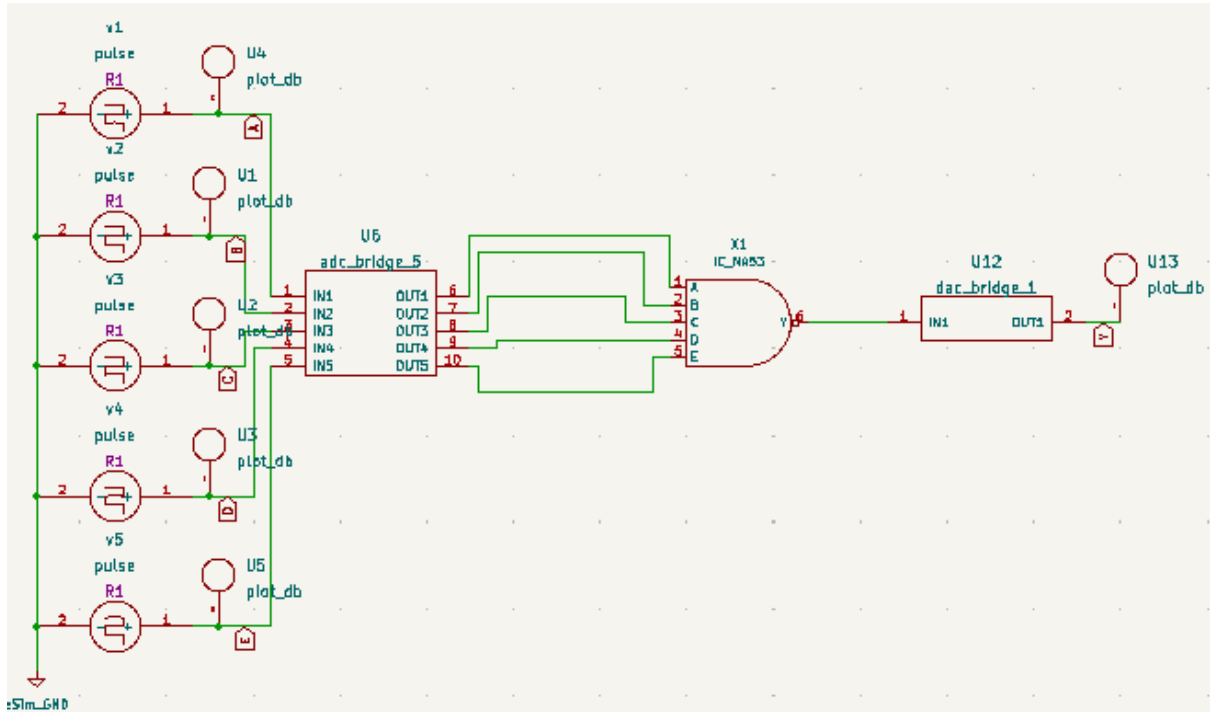 v1
pulse
R1
2
1
U4
plot_db
A
v2
pulse
R1
2
1
U1
plot_db
B
v3
pulse
R1
2
1
U2
plot_db
C
v4
pulse
R1
2
1
U3
plot_db
D
v5
pulse
R1
2
1
U5
plot_db
E
eSim_GND
U6
adc_bridge_5
1 IN1 OUT1 6
2 IN2 OUT2 7
3 IN3 OUT3 8
4 IN4 OUT4 9
5 IN5 OUT5 10
X1
IC_NA53
1 A
2 B
3 C
4 D
5 E
Y 6
U12
dac_bridge_1
1 IN1 OUT1 2
U13
plot_db
Y